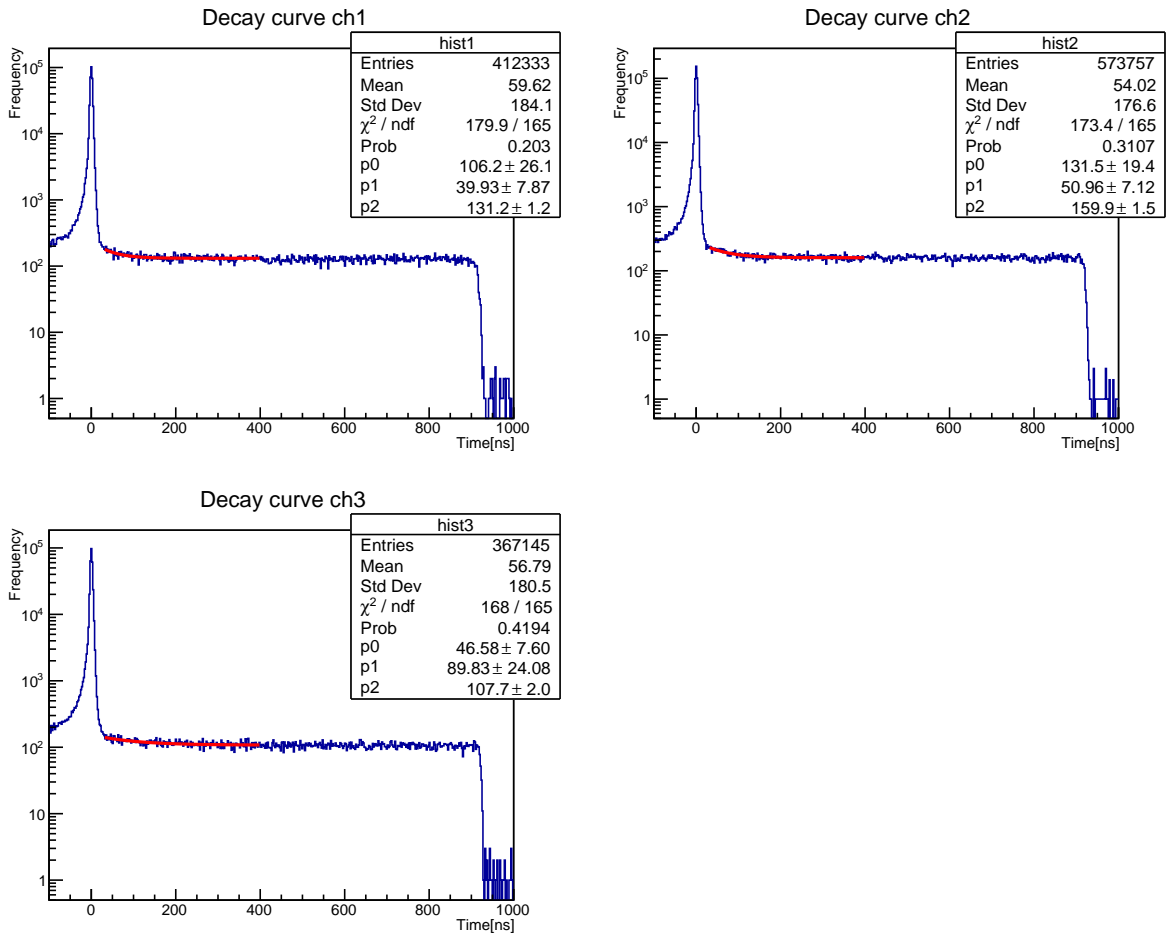 Decay curve ch1
Frequency
hist1
Entries 412333
Mean 59.62
Std Dev 184.1
χ² / ndf 179.9 / 165
Prob 0.203
p0 106.2 ± 26.1
p1 39.93 ± 7.87
p2 131.2 ± 1.2
10⁵
10⁴
10³
10²
10
1
0 200 400 600 800 1000
Time[ns]
Decay curve ch2
Frequency
hist2
Entries 573757
Mean 54.02
Std Dev 176.6
χ² / ndf 173.4 / 165
Prob 0.3107
p0 131.5 ± 19.4
p1 50.96 ± 7.12
p2 159.9 ± 1.5
10⁵
10⁴
10³
10²
10
1
0 200 400 600 800 1000
Time[ns]
Decay curve ch3
Frequency
hist3
Entries 367145
Mean 56.79
Std Dev 180.5
χ² / ndf 168 / 165
Prob 0.4194
p0 46.58 ± 7.60
p1 89.83 ± 24.08
p2 107.7 ± 2.0
10⁵
10⁴
10³
10²
10
1
0 200 400 600 800 1000
Time[ns]